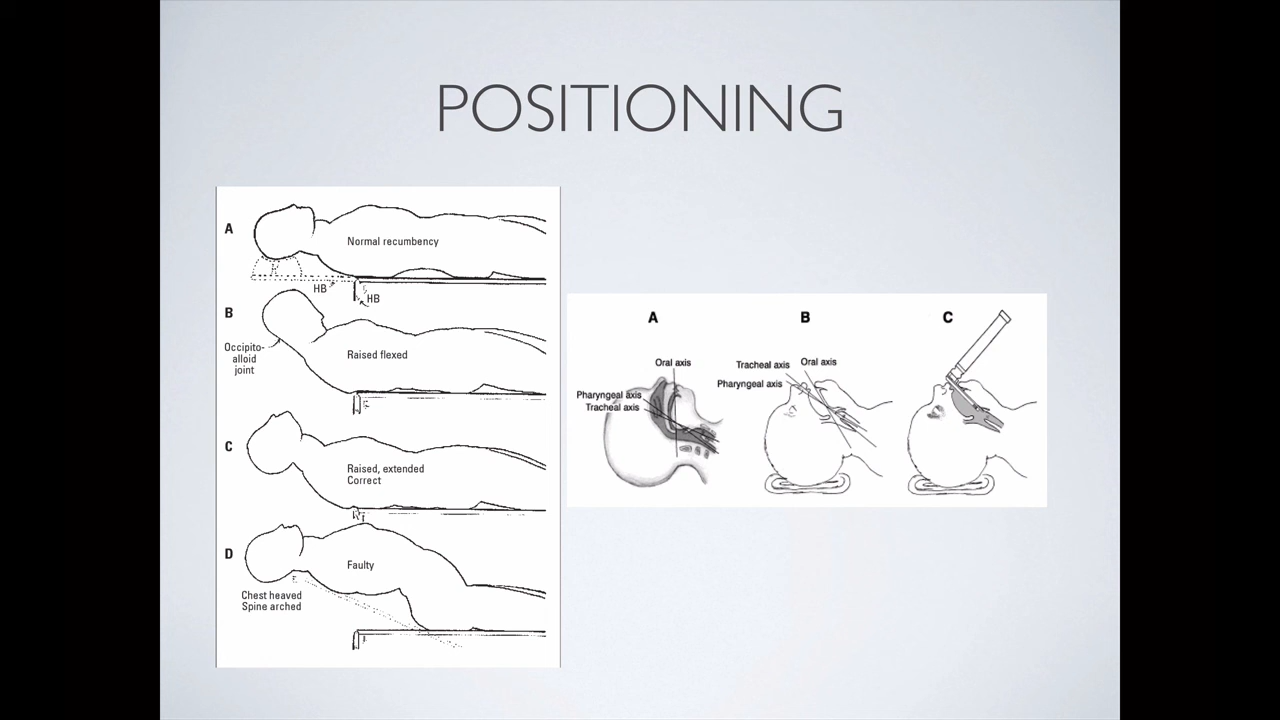 POSITIONING
A
Normal recumbency
HB
HB
B
Occipito-
alloid
joint
Raised flexed
C
Raised, extended
Correct
D
Faulty
Chest heaved
Spine arched
A
Oral axis
Pharyngeal axis
Tracheal axis
B
Tracheal axis
Oral axis
Pharyngeal axis
C